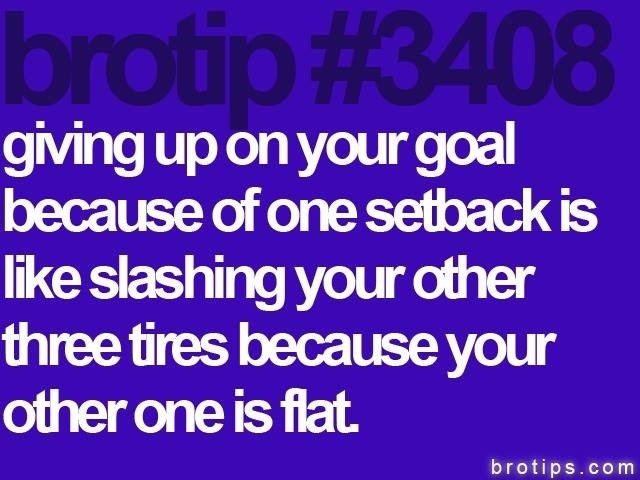 brotip #3408
giving up on your goal
because of one setback is
like slashing your other
three tires because your
other one is flat.
brotips.com